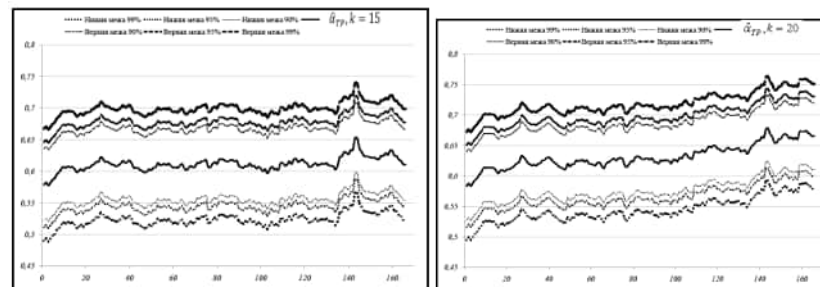 Нижня межа 99% Нижня межа 95% Нижня межа 90% α̂_TP, k = 15
Верхня межа 90% Верхня межа 95% Верхня межа 99%
0,8
0,75
0,7
0,65
0,6
0,55
0,5
0,45
0 20 40 60 80 100 120 140 160
Нижня межа 99% Нижня межа 95% Нижня межа 90% α̂_TP, k = 20
Верхня межа 90% Верхня межа 95% Верхня межа 99%
0,8
0,75
0,7
0,65
0,6
0,55
0,5
0,45
0 20 40 60 80 100 120 140 160